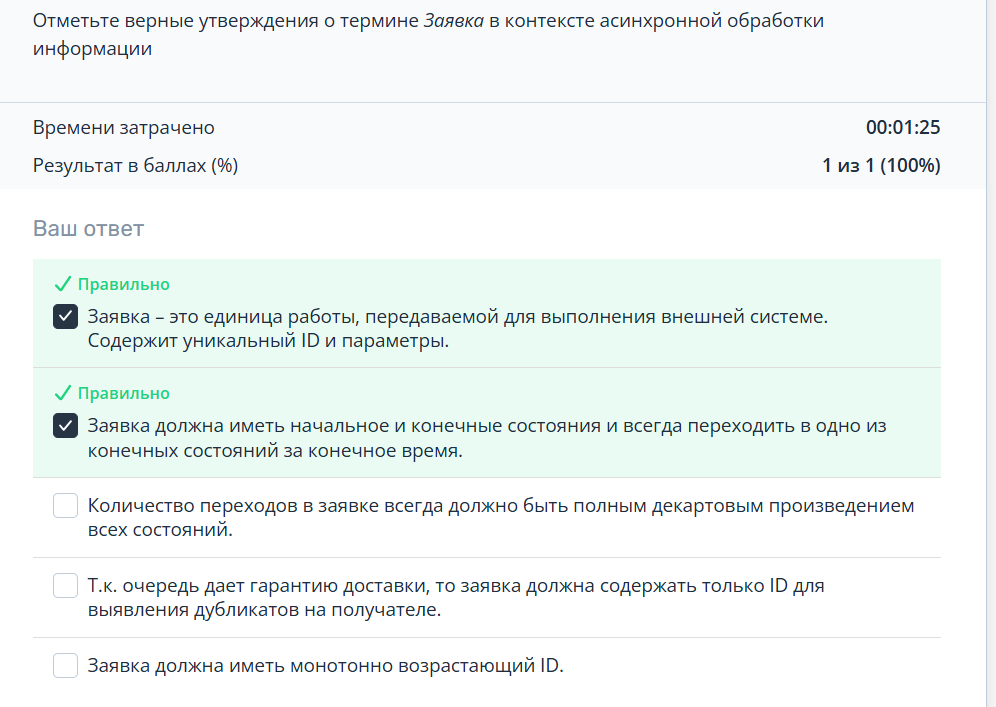 Отметьте верные утверждения о термине Заявка в контексте асинхронной обработки
информации
Времени затрачено 00:01:25
Результат в баллах (%) 1 из 1 (100%)
Ваш ответ
Правильно
Заявка – это единица работы, передаваемой для выполнения внешней системе.
Содержит уникальный ID и параметры.
Правильно
Заявка должна иметь начальное и конечные состояния и всегда переходить в одно из
конечных состояний за конечное время.
Количество переходов в заявке всегда должно быть полным декартовым произведением
всех состояний.
Т.к. очередь дает гарантию доставки, то заявка должна содержать только ID для
выявления дубликатов на получателе.
Заявка должна иметь монотонно возрастающий ID.